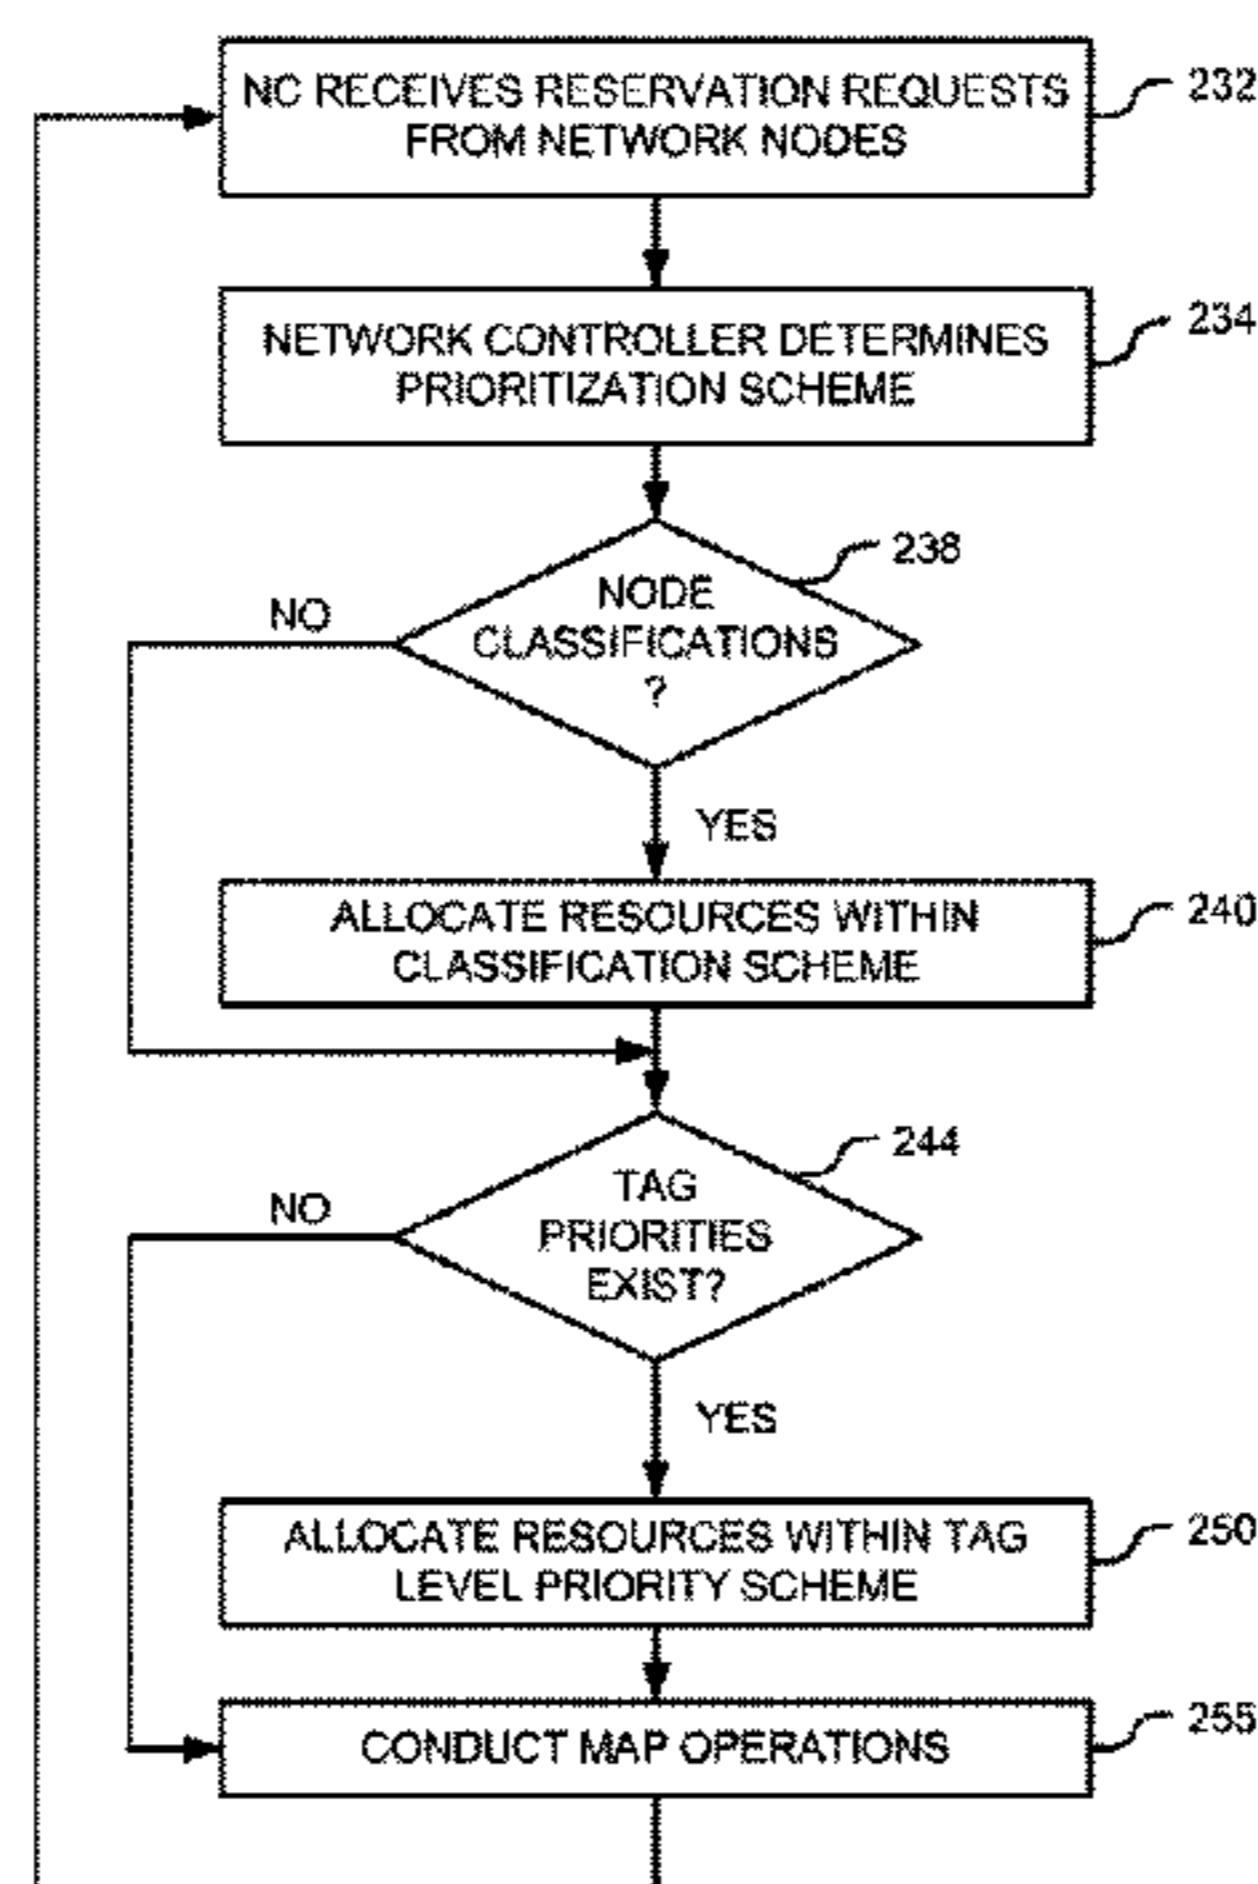 NC RECEIVES RESERVATION REQUESTS
FROM NETWORK NODES
232
NETWORK CONTROLLER DETERMINES
PRIORITIZATION SCHEME
234
238
NODE
CLASSIFICATIONS
?
NO
YES
ALLOCATE RESOURCES WITHIN
CLASSIFICATION SCHEME
240
244
TAG
PRIORITIES
EXIST?
NO
YES
ALLOCATE RESOURCES WITHIN TAG
LEVEL PRIORITY SCHEME
250
CONDUCT MAP OPERATIONS
255